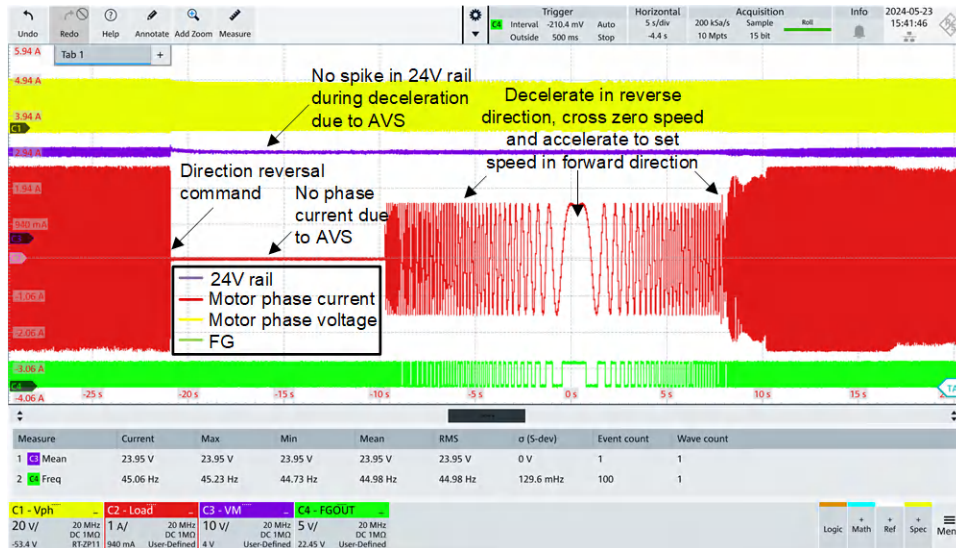 Undo Redo Help Annotate Add Zoom Measure
Trigger Horizontal Acquisition Info 2024-05-23
C4 Interval -210.4 mV Auto 5 s/div 200 kSa/s Sample Roll 15:41:46
Outside 500 ms Stop -4.4 s 10 Mpts 15 bit
5.94 A Tab 1 +
4.94 A
No spike in 24V rail
during deceleration
due to AVS
Decelerate in reverse
direction, cross zero speed
and accelerate to set
speed in forward direction
3.94 A
C1
2.94 A
Direction reversal
command
1.94 A
No phase
current due
to AVS
940 mA
24V rail
Motor phase current
Motor phase voltage
FG
-1.06 A
-2.06 A
-3.06 A
C4
-4.06 A
-25 s -20 s -15 s -10 s -5 s 0 s 5 s 10 s 15 s
TA
Measure Current Max Min Mean RMS σ (S-dev) Event count Wave count
1 C3 Mean 23.95 V 23.95 V 23.95 V 23.95 V 23.95 V 0 V 1 1
2 C4 Freq 45.06 Hz 45.23 Hz 44.73 Hz 44.98 Hz 44.98 Hz 129.6 mHz 100 1
C1 - Vph C2 - Load C3 - VM C4 - FGOUT
20 V/ 20 MHz 1 A/ 20 MHz 10 V/ 20 MHz 5 V/ 20 MHz
DC 1MΩ DC 1MΩ DC 1MΩ DC 1MΩ
-53.4 V RT-ZP11 940 mA User-Defined 4 V User-Defined 22.45 V User-Defined
Logic + Math + Ref + Spec Men